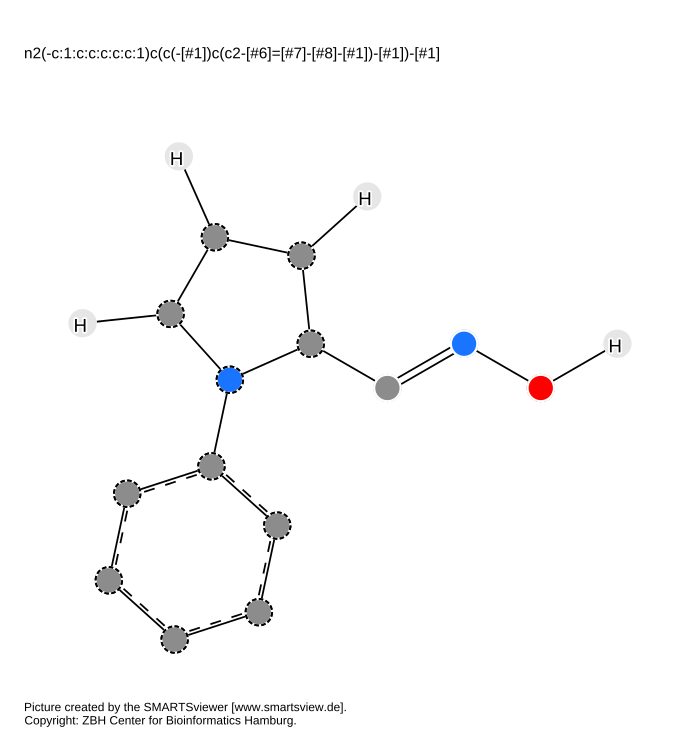 n2(-c:1:c:c:c:c:c:1)c(c(-[#1])c(c2-[#6]=[#7]-[#8]-[#1])-[#1])-[#1]
H
H
H
H
Picture created by the SMARTSviewer [www.smartsview.de].
Copyright: ZBH Center for Bioinformatics Hamburg.